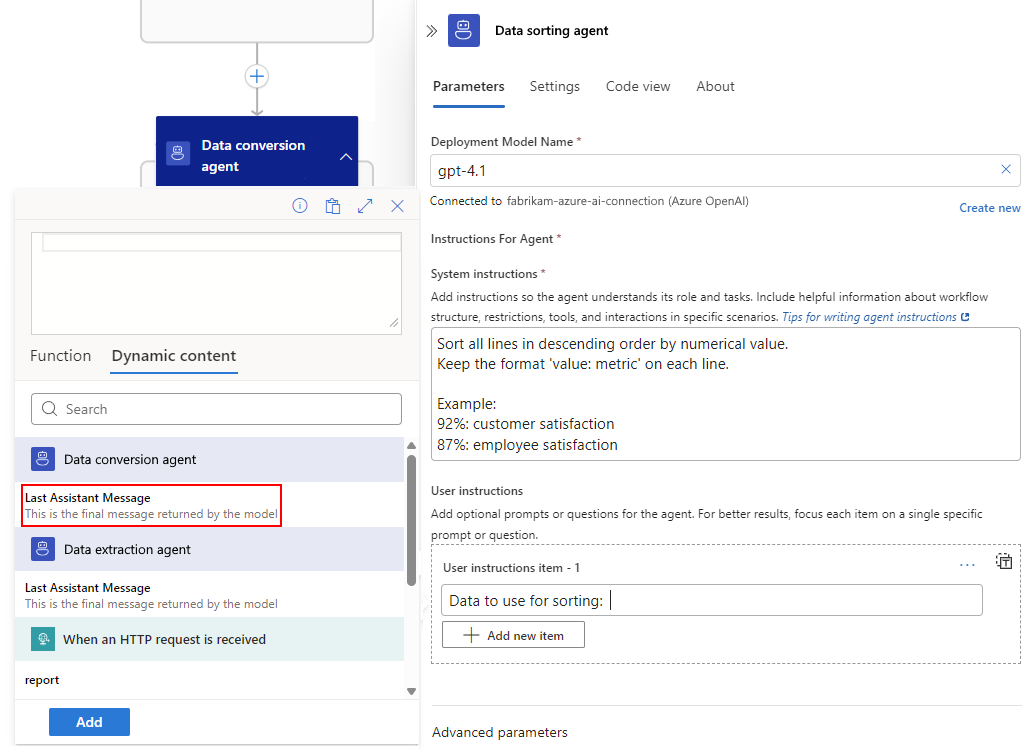 Data conversion
agent
Function
Dynamic content
Search
Data conversion agent
Last Assistant Message
This is the final message returned by the model
Data extraction agent
Last Assistant Message
This is the final message returned by the model
When an HTTP request is received
report
Add
Data sorting agent
Parameters Settings Code view About
Deployment Model Name *
gpt-4.1
Connected to fabrikam-azure-ai-connection (Azure OpenAI)
Create new
Instructions For Agent *
System instructions *
Add instructions so the agent understands its role and tasks. Include helpful information about workflow
structure, restrictions, tools, and interactions in specific scenarios. Tips for writing agent instructions
Sort all lines in descending order by numerical value.
Keep the format 'value: metric' on each line.
Example:
92%: customer satisfaction
87%: employee satisfaction
User instructions
Add optional prompts or questions for the agent. For better results, focus each item on a single specific
prompt or question.
User instructions item - 1
Data to use for sorting:
Add new item
Advanced parameters